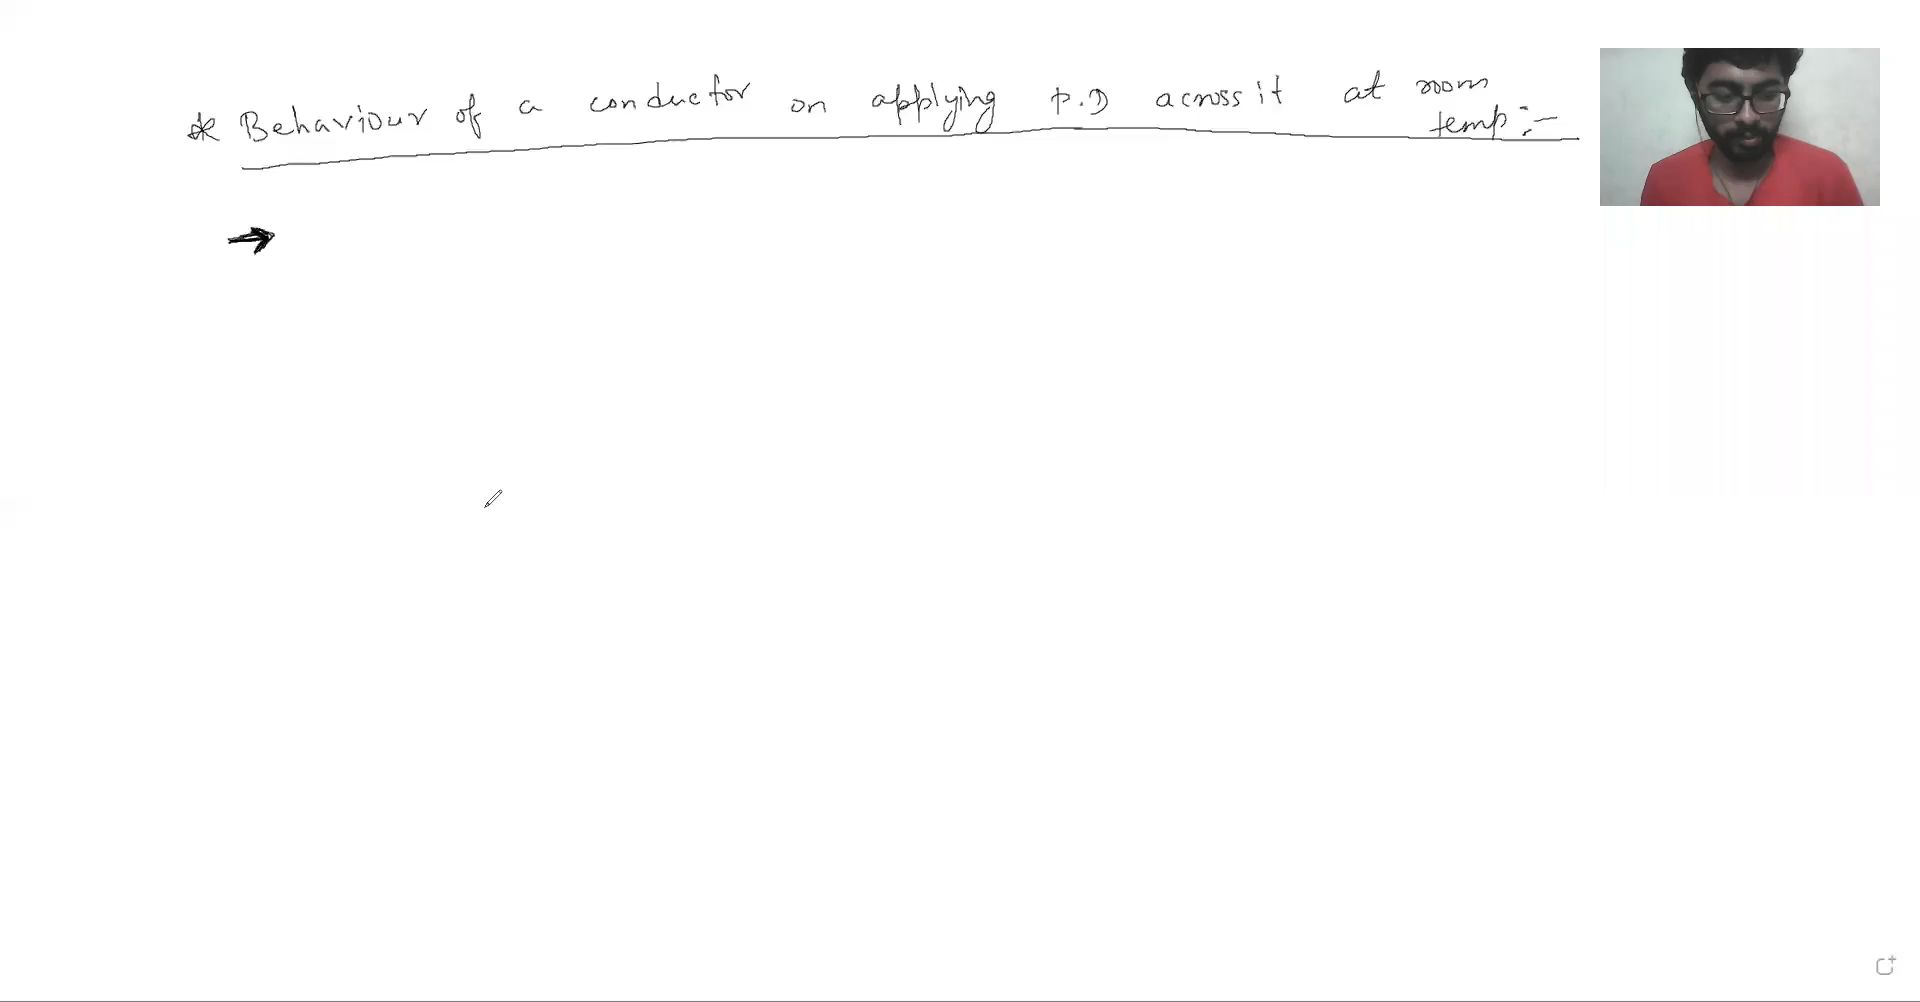 * Behaviour of a conductor on applying p.D across it at room
temp :-
→